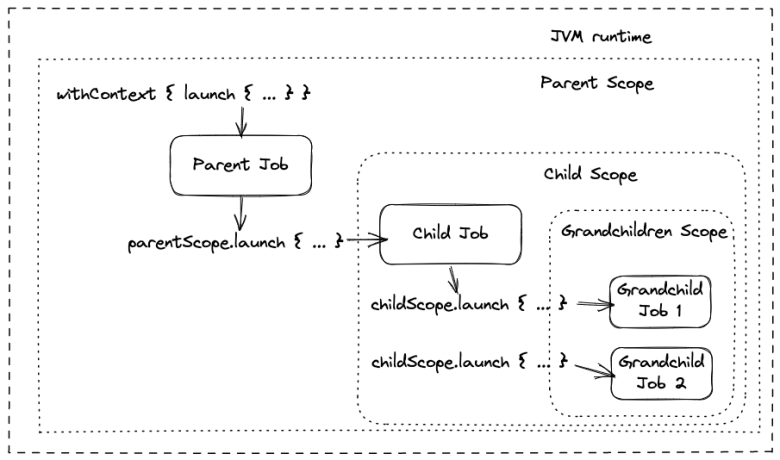 JVM runtime
Parent Scope
withContext { launch { ... } }
Parent Job
Child Scope
parentScope.launch { ... }
Child Job
Grandchildren Scope
childScope.launch { ... }
Grandchild
Job 1
childScope.launch { ... }
Grandchild
Job 2